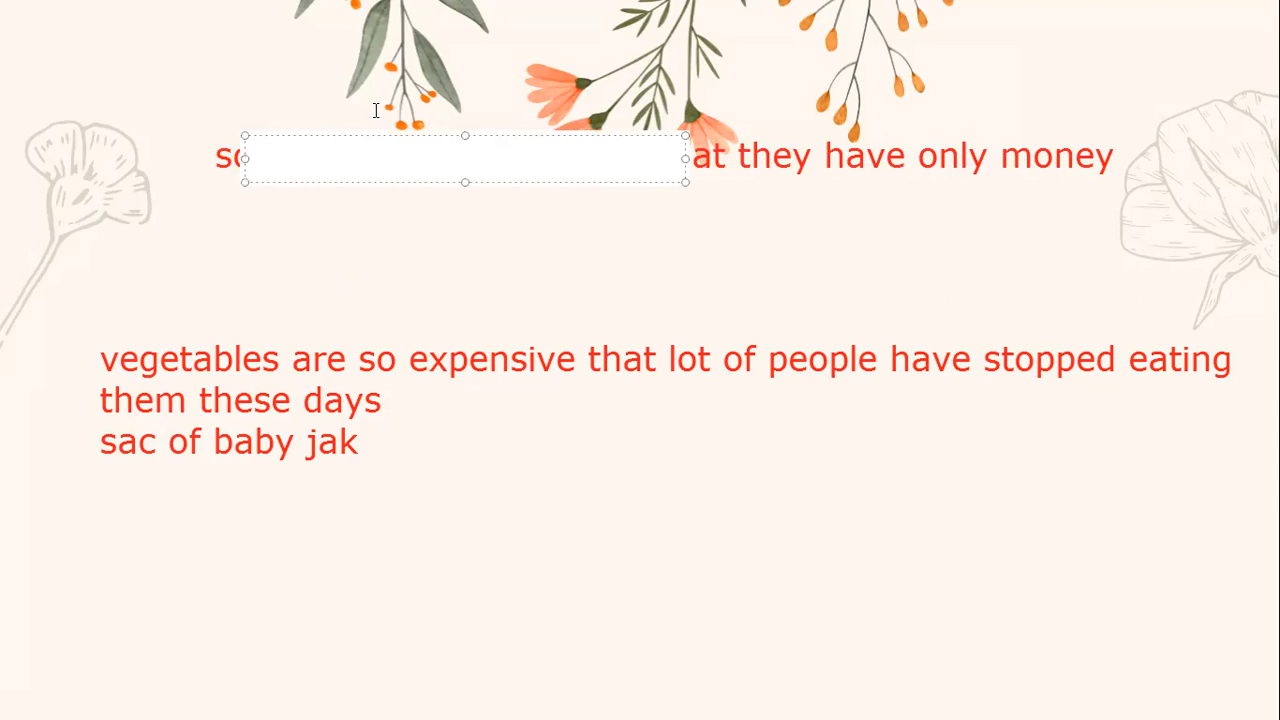 they have only money
vegetables are so expensive that lot of people have stopped eating
them these days
sac of baby jak